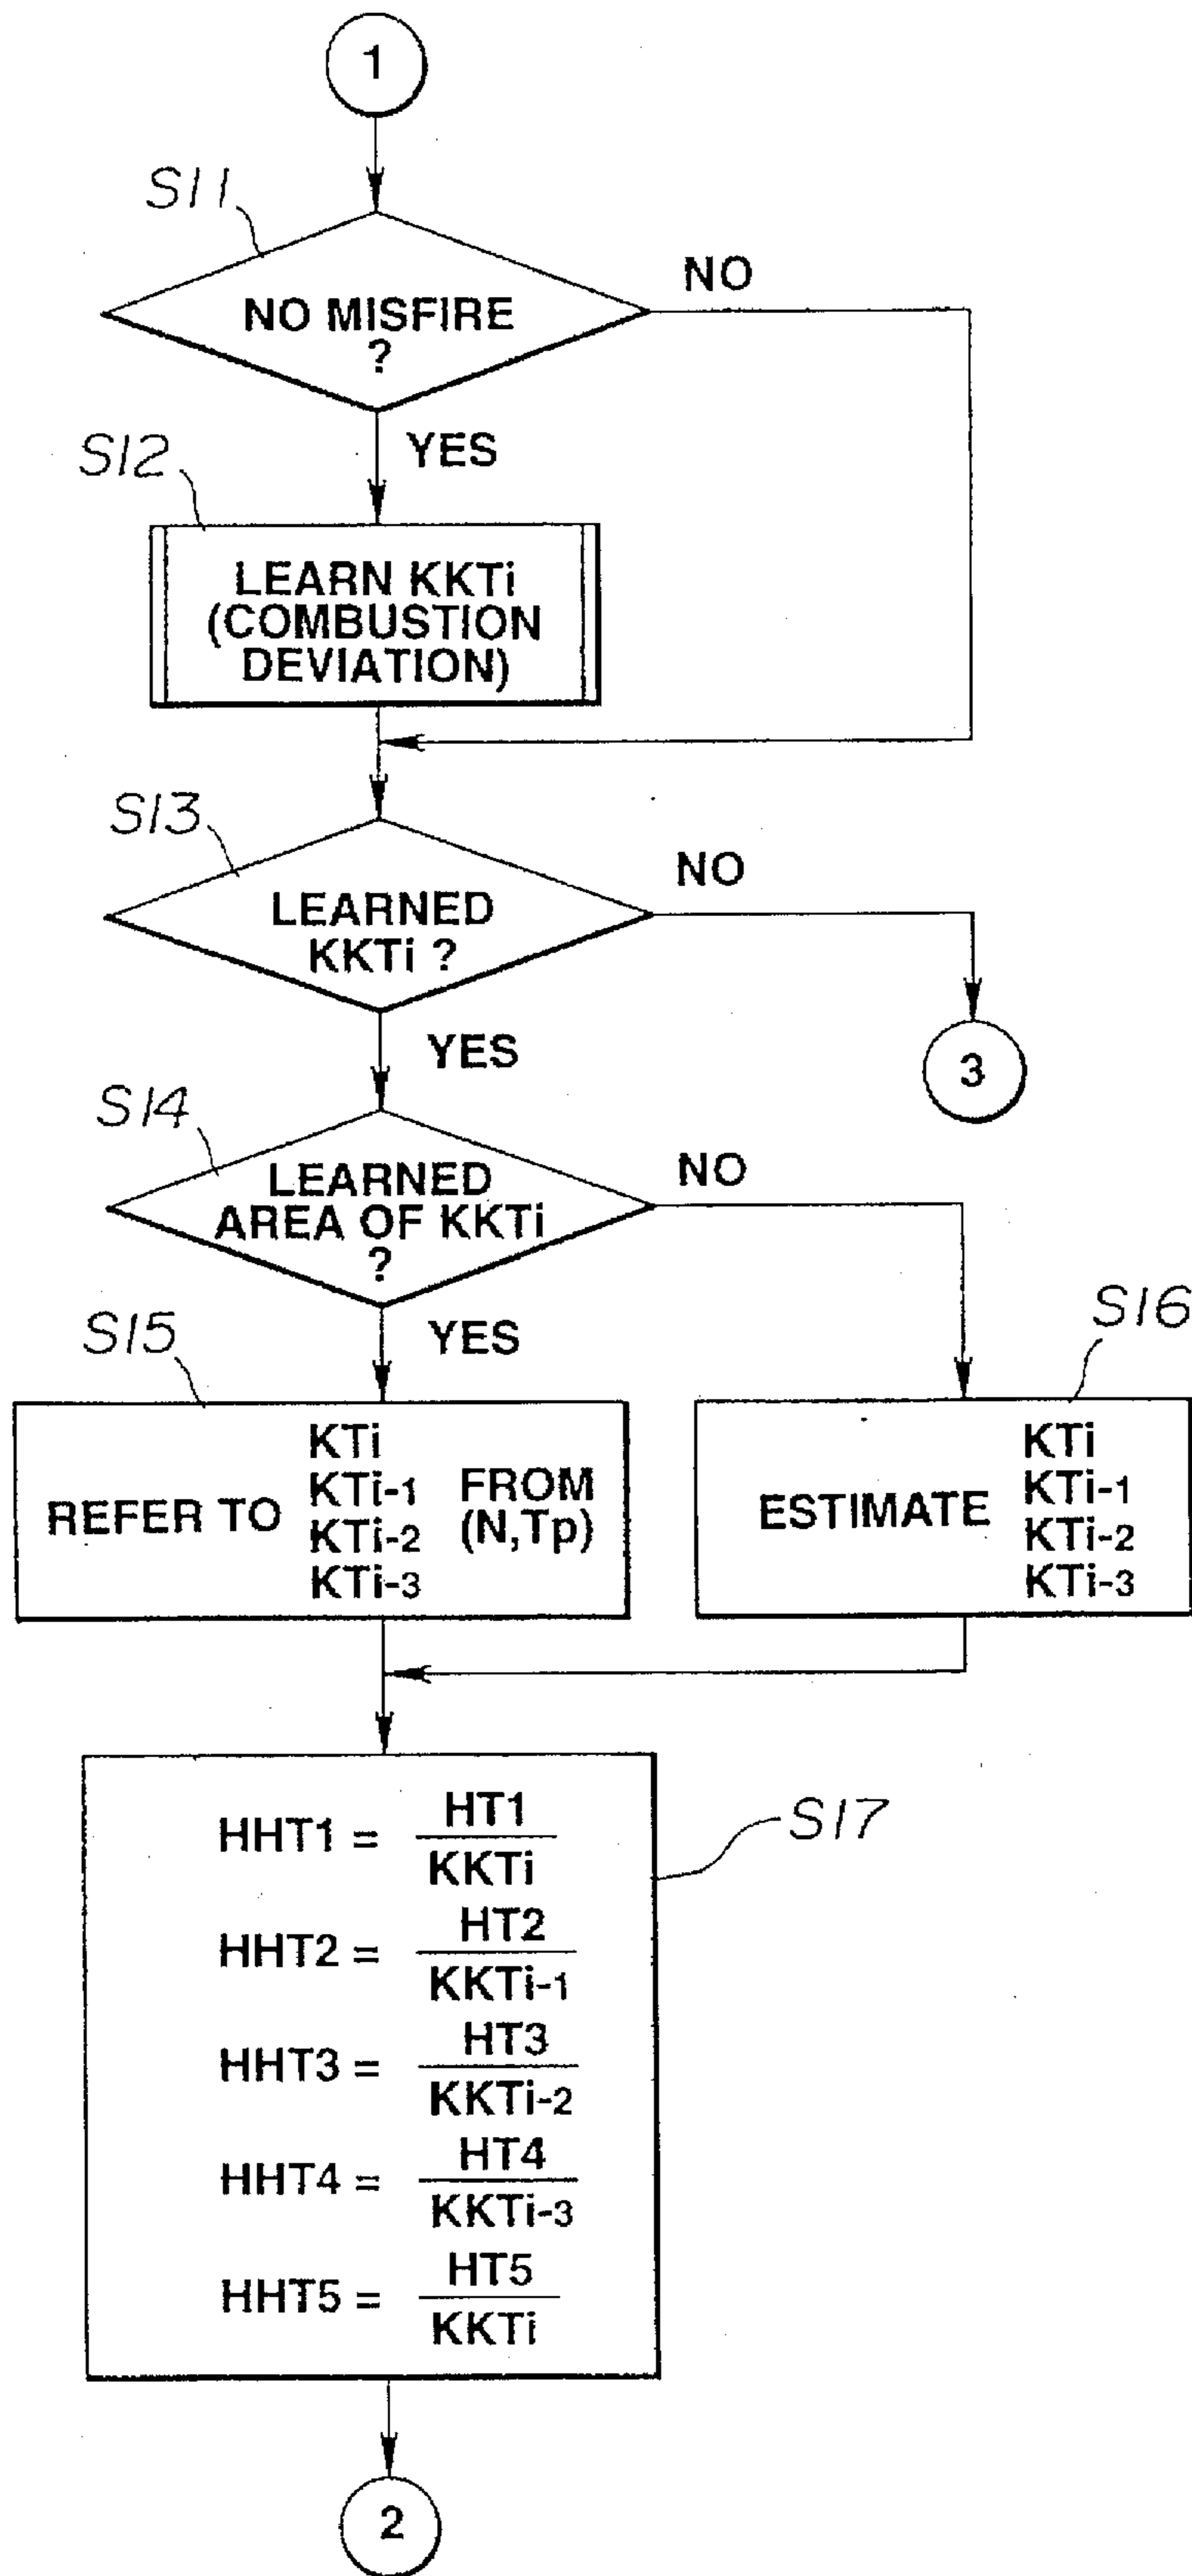 1
S11
NO MISFIRE
?
NO
YES
S12
LEARN KKTi
(COMBUSTION
DEVIATION)
S13
LEARNED
KKTi ?
NO
YES
3
S14
LEARNED
AREA OF KKTi
?
NO
YES
S15
REFER TO
KTi
KTi-1
KTi-2
KTi-3
FROM
(N,Tp)
S16
ESTIMATE
KTi
KTi-1
KTi-2
KTi-3
S17
HHT1 = HT1
KKTi
HHT2 = HT2
KKTi-1
HHT3 = HT3
KKTi-2
HHT4 = HT4
KKTi-3
HHT5 = HT5
KKTi
2